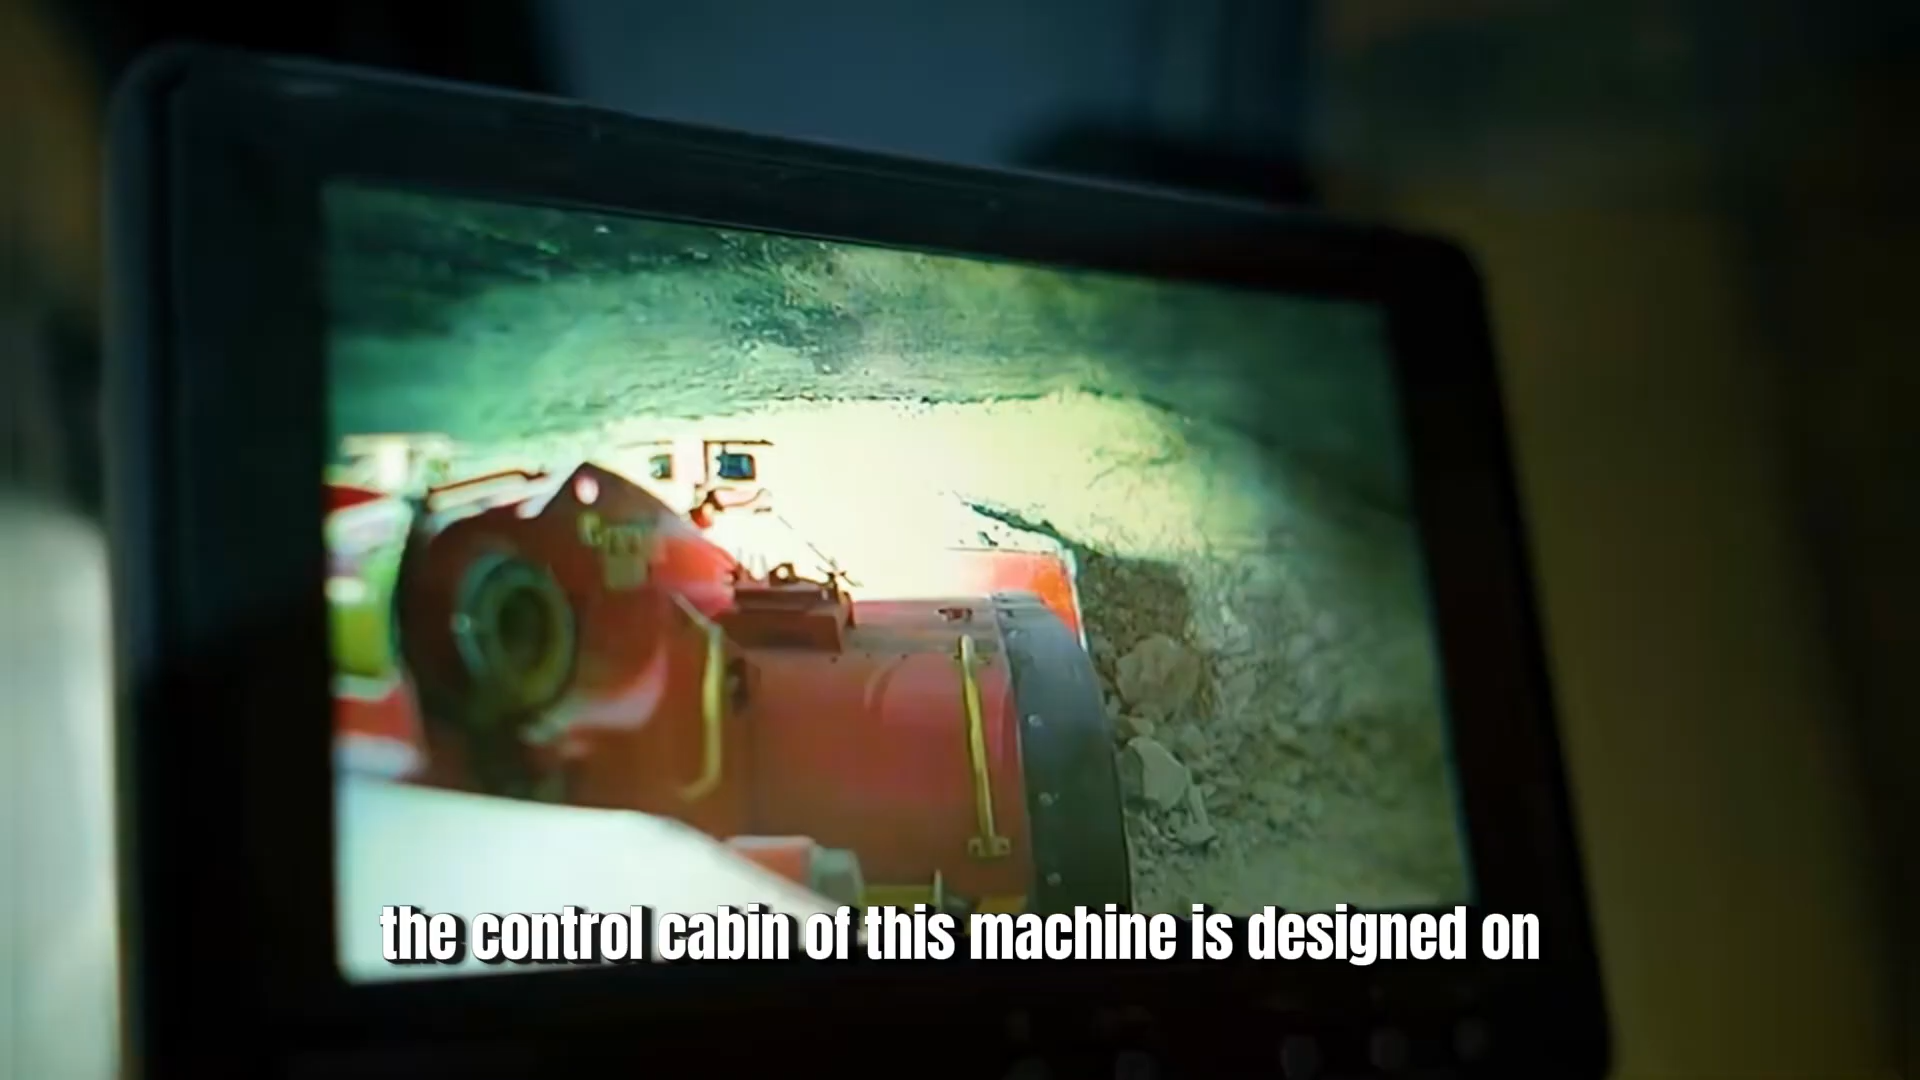 the control cabin of this machine is designed on